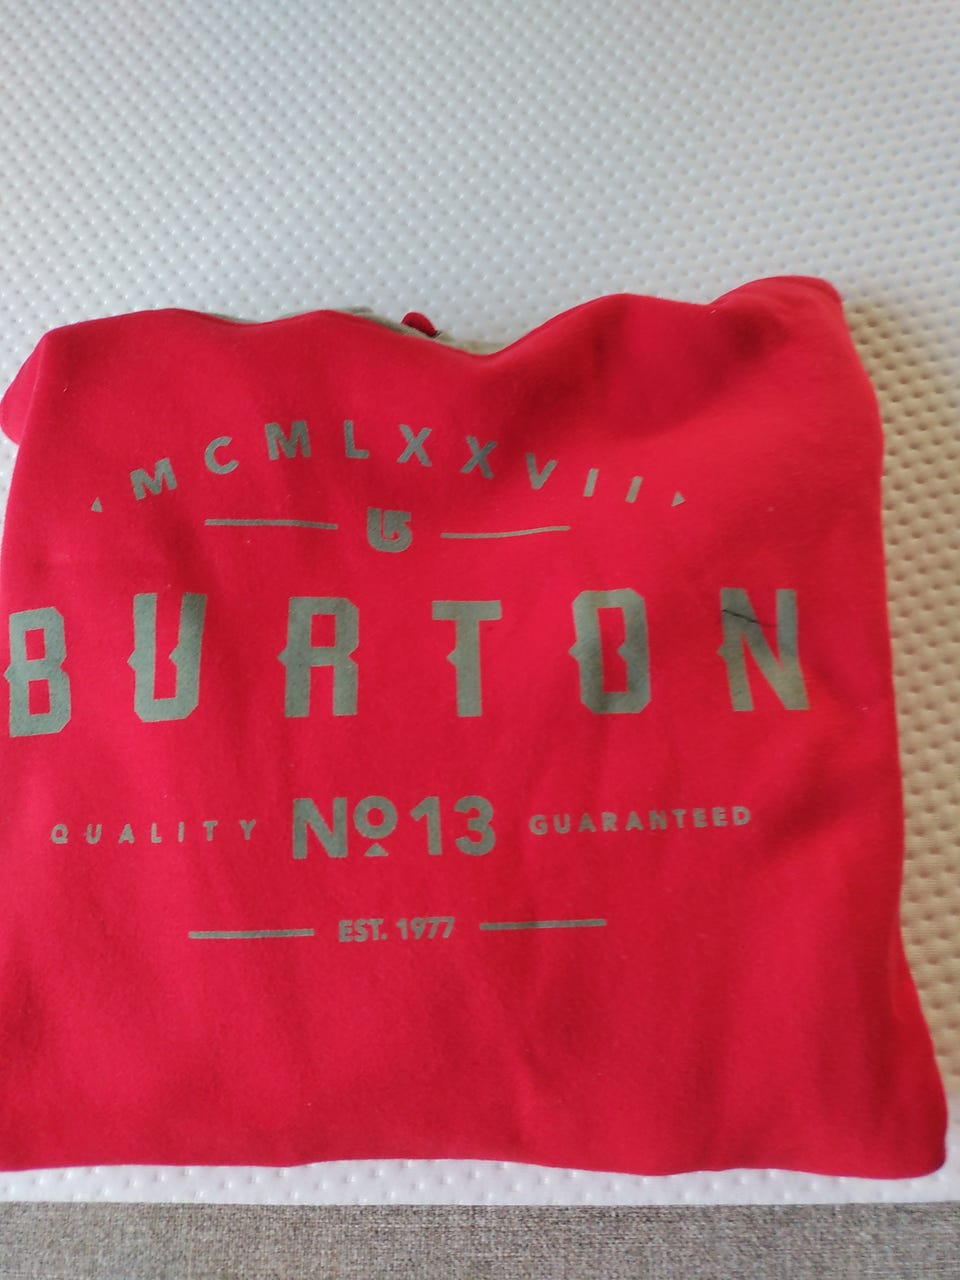 MCMLXXVII
BURTON
QUALITY Nº13 GUARANTEED
EST. 1977